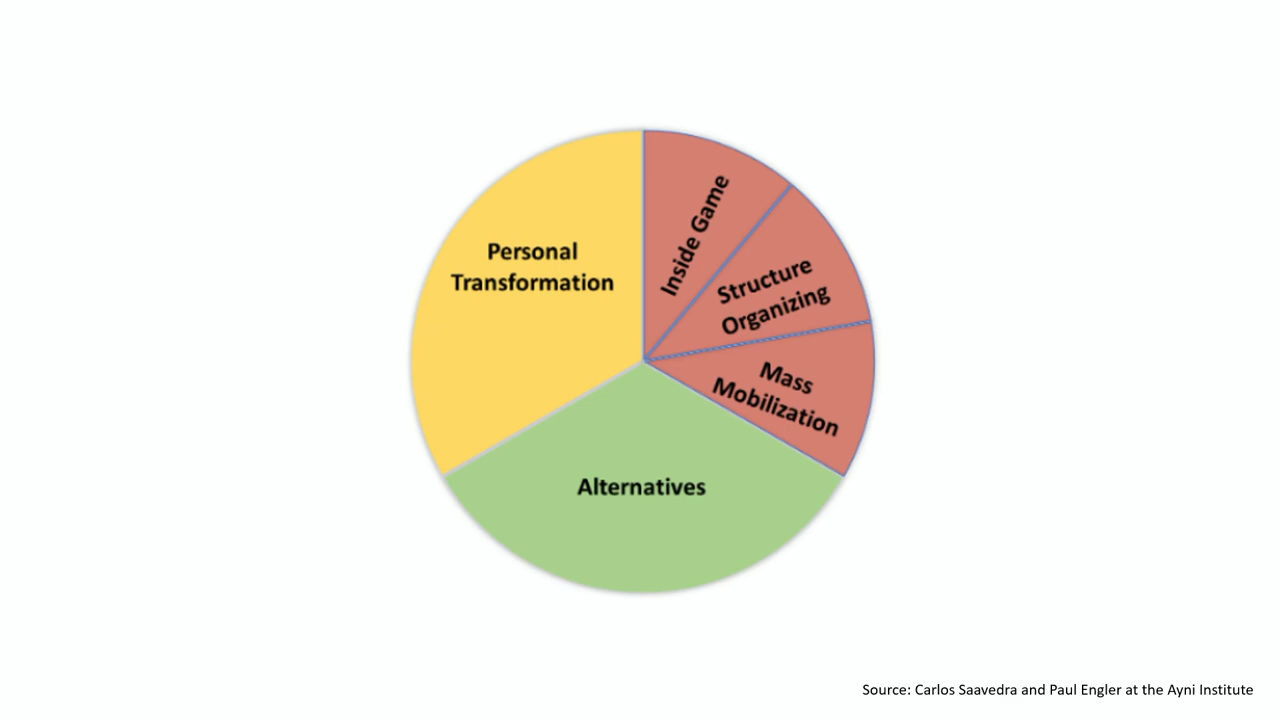 Inside Game
Structure
Organizing
Mass
Mobilization
Personal
Transformation
Alternatives
Source: Carlos Saavedra and Paul Engler at the Ayni Institute